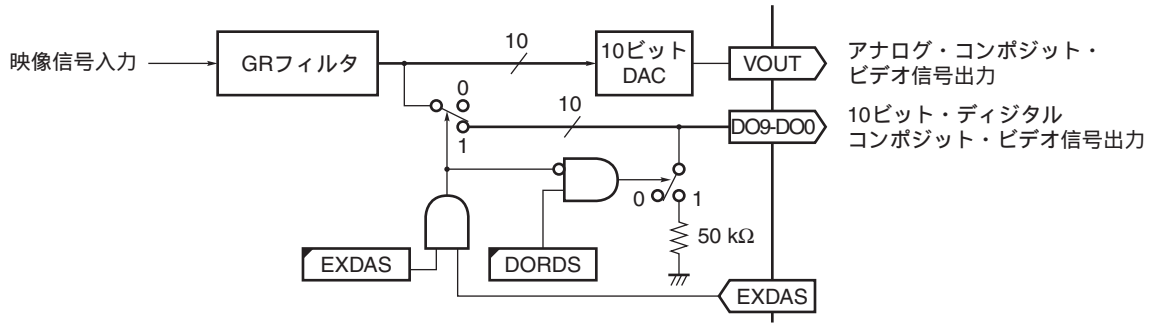 映像信号入力
GRフィルタ
10
10ビット
DAC
VOUT
アナログ・コンポジット・
ビデオ信号出力
0
1
10
DO9-DO0
10ビット・ディジタル
コンポジット・ビデオ信号出力
0
1
50 kΩ
EXDAS
DORDS
EXDAS